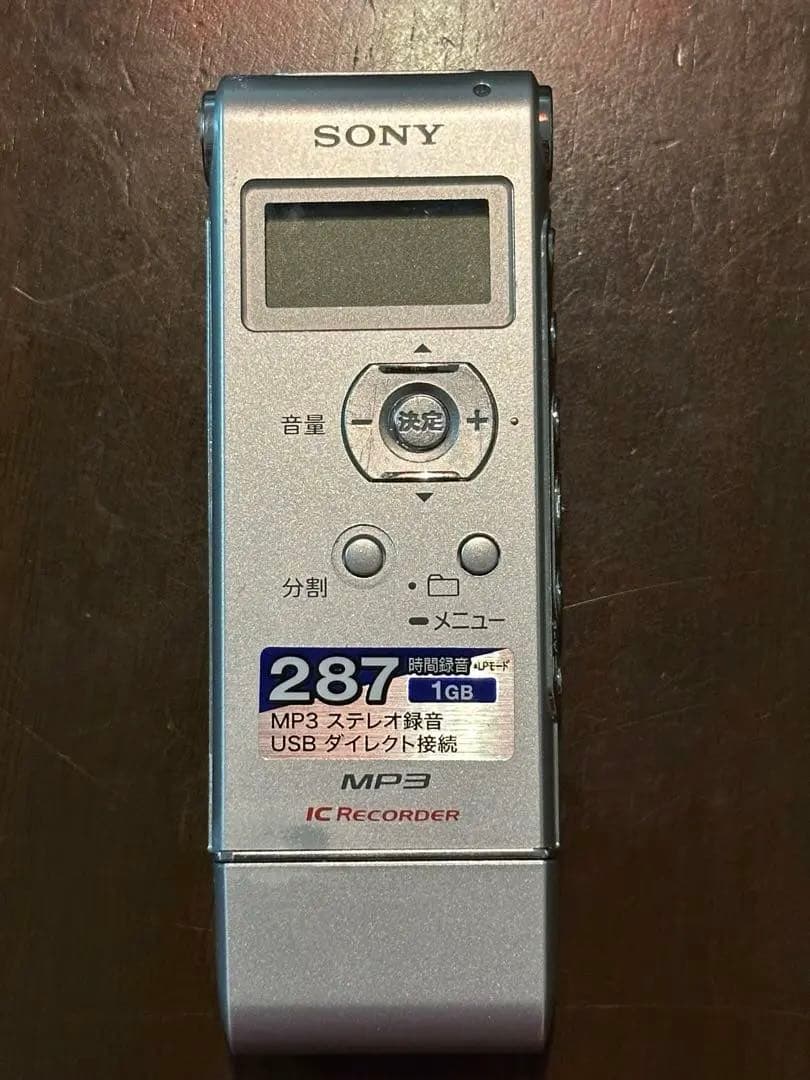 SONY
音量 − 決定 +
分割
メニュー
287 時間録音 •LPモード
1GB
MP3 ステレオ録音
USB ダイレクト接続
MP3
IC RECORDER